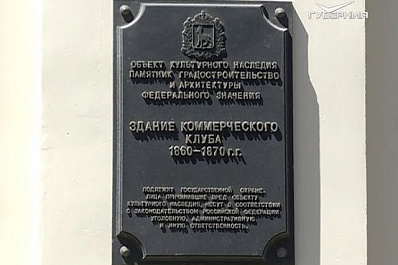 ГУБЕРНИЯ
ОБЪЕКТ КУЛЬТУРНОГО НАСЛЕДИЯ
ПАМЯТНИК ГРАДОСТРОИТЕЛЬСТВО
И АРХИТЕКТУРЫ
ФЕДЕРАЛЬНОГО ЗНАЧЕНИЯ
ЗДАНИЕ КОММЕРЧЕСКОГО
КЛУБА
1860-1870 г.г.
ПОДЛЕЖИТ ГОСУДАРСТВЕННОЙ ОХРАНЕ.
ЛИЦА ПРИЧИНИВШИЕ ВРЕД ОБЪЕКТУ
КУЛЬТУРНОГО НАСЛЕДИЯ, НЕСУТ В СООТВЕТСТВИИ
С ЗАКОНОДАТЕЛЬСТВОМ РОССИЙСКОЙ ФЕДЕРАЦИИ
УГОЛОВНУЮ, АДМИНИСТРАТИВНУЮ
И ИНУЮ ОТВЕТСТВЕННОСТЬ.